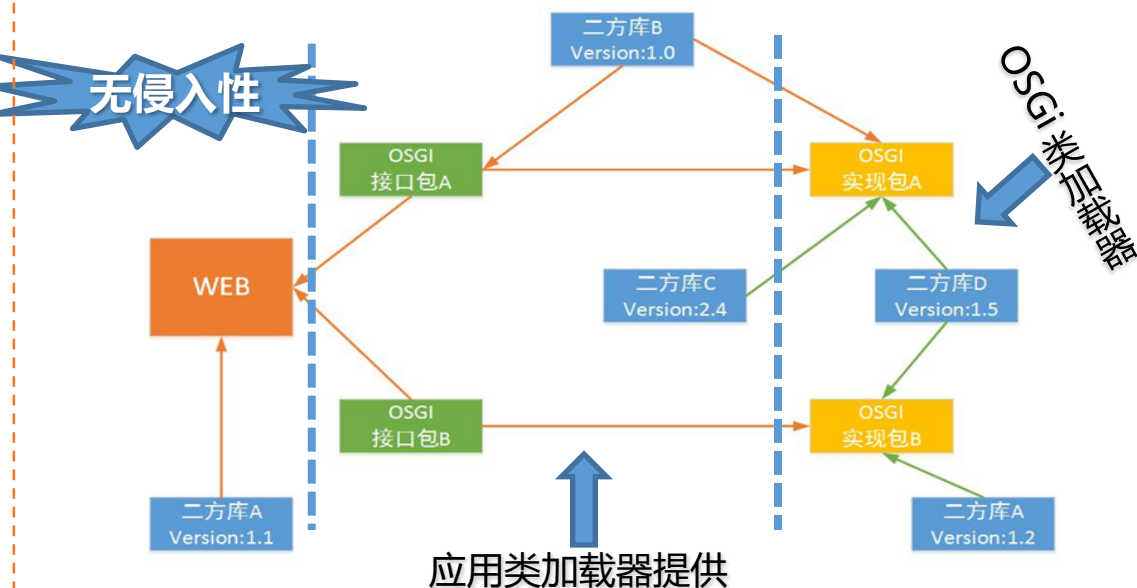 二方库B
Version:1.0
无侵入性
OSGi 类加载器
OSGI
接口包A
OSGI
实现包A
WEB
二方库C
Version:2.4
二方库D
Version:1.5
OSGI
接口包B
OSGI
实现包B
二方库A
Version:1.1
二方库A
Version:1.2
应用类加载器提供